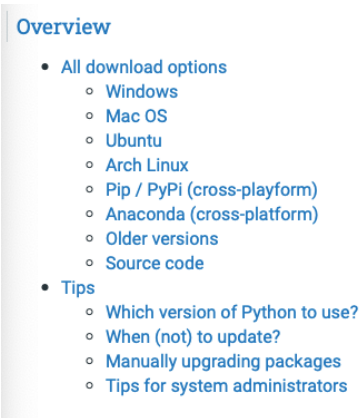 Overview
All download options
Windows
Mac OS
Ubuntu
Arch Linux
Pip / PyPi (cross-playform)
Anaconda (cross-platform)
Older versions
Source code
Tips
Which version of Python to use?
When (not) to update?
Manually upgrading packages
Tips for system administrators